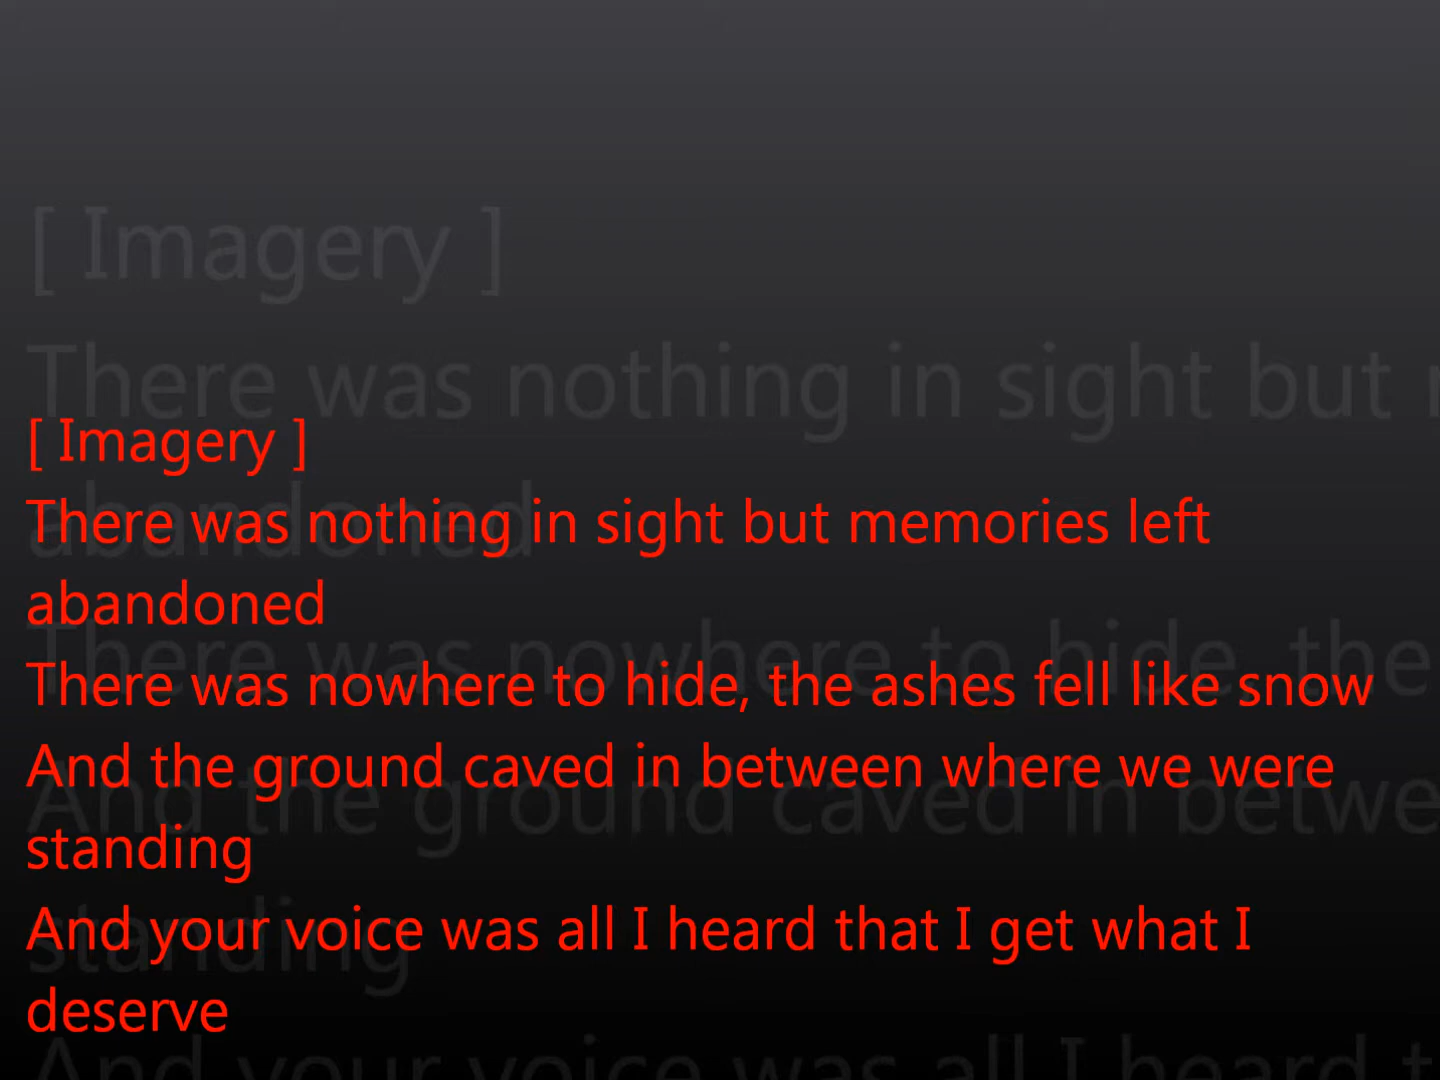 [ Imagery ]
There was nothing in sight but memories left
abandoned
There was nowhere to hide, the ashes fell like snow
And the ground caved in between where we were
standing
And your voice was all I heard that I get what I
deserve